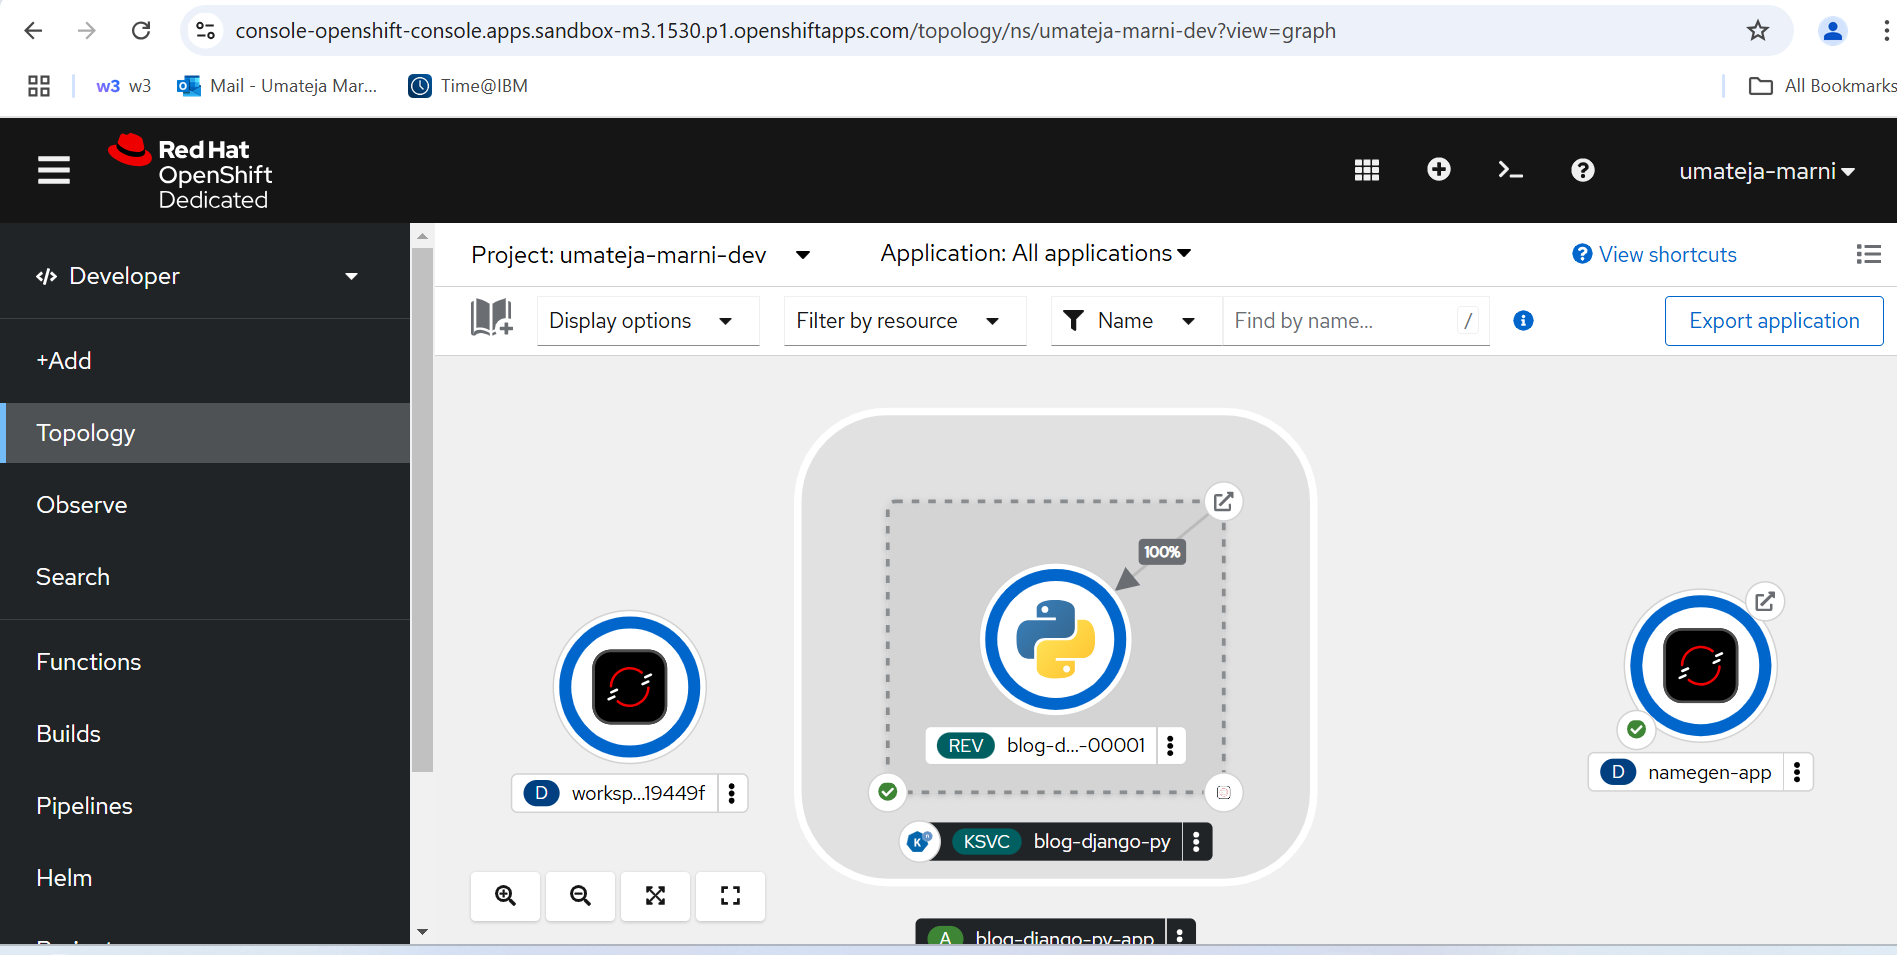 console-openshift-console.apps.sandbox-m3.1530.p1.openshiftapps.com/topology/ns/umateja-marni-dev?view=graph
w3 w3 Mail - Umateja Mar... Time@IBM All Bookmarks
Red Hat
OpenShift
Dedicated
umateja-marni
Developer
+Add
Topology
Observe
Search
Functions
Builds
Pipelines
Helm
Project: umateja-marni-dev Application: All applications View shortcuts
Display options Filter by resource Name Find by name... / Export application
100%
REV blog-d...-00001
D worksp...19449f
D namegen-app
KSVC blog-django-py
A blog-django-py-app